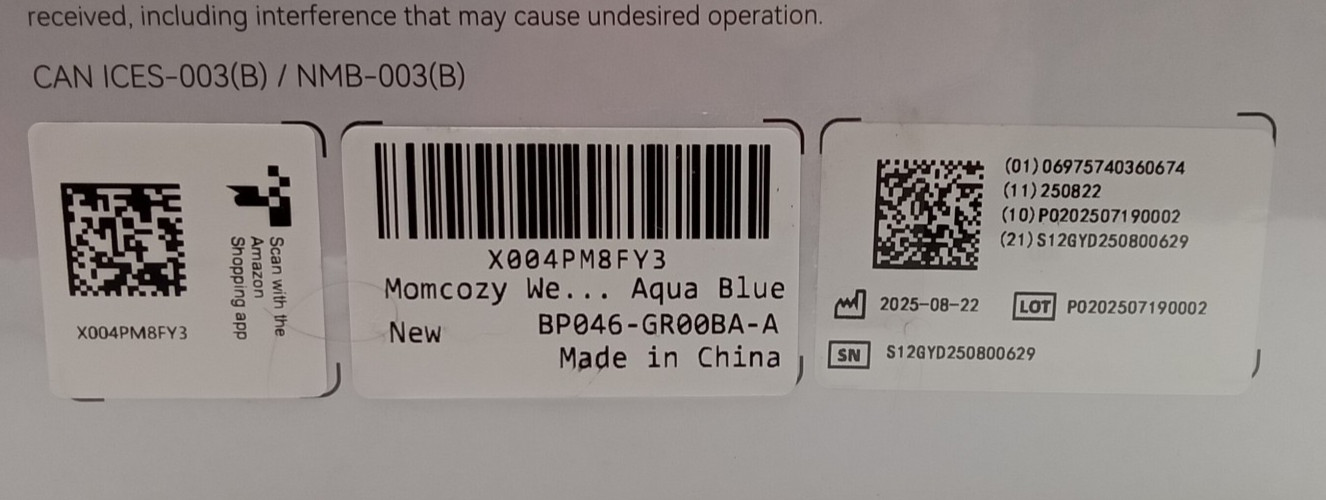 received, including interference that may cause undesired operation.
CAN ICES-003(B) / NMB-003(B)
Scan with the
Amazon
Shopping app
X004PM8FY3
X004PM8FY3
Momcozy We... Aqua Blue
New BP046-GR00BA-A
Made in China
(01)06975740360674
(11)250822
(10)P0202507190002
(21)S12GYD250800629
2025-08-22 LOT P0202507190002
SN S12GYD250800629